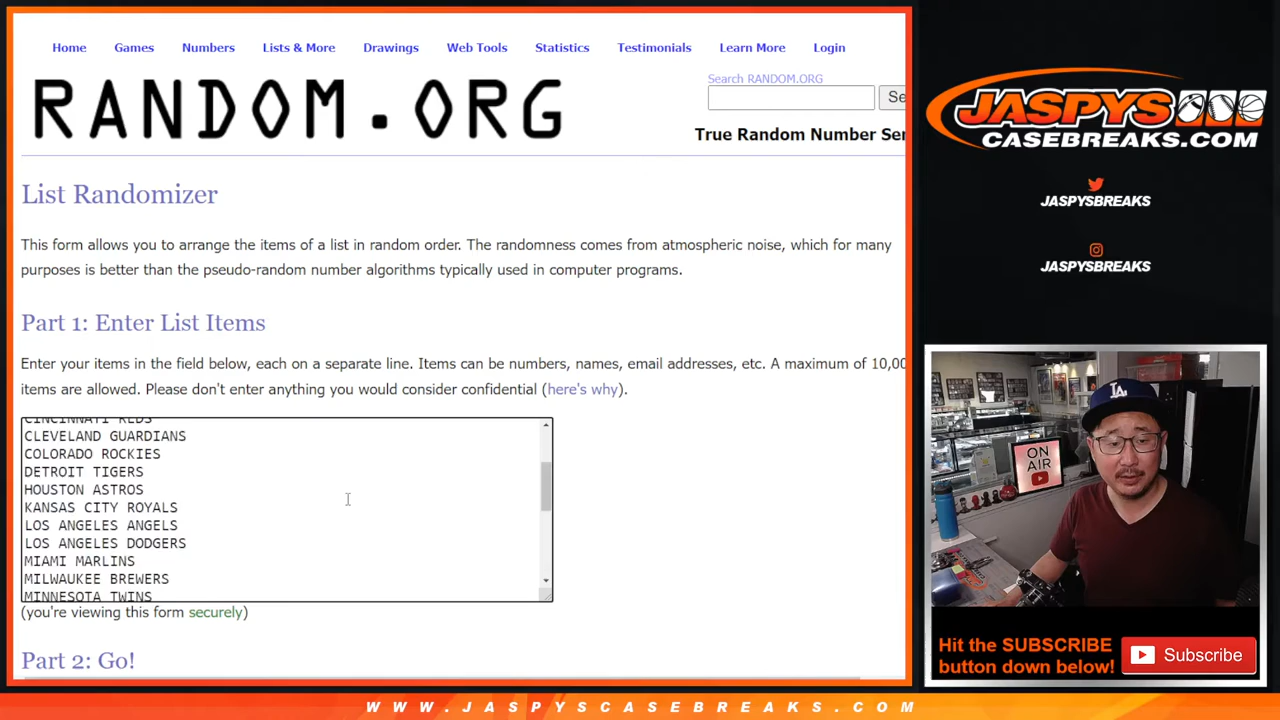 Home Games Numbers Lists & More Drawings Web Tools Statistics Testimonials Learn More Login
RANDOM.ORG
Search RANDOM.ORG
Se
True Random Number Ser
List Randomizer
This form allows you to arrange the items of a list in random order. The randomness comes from atmospheric noise, which for many
purposes is better than the pseudo-random number algorithms typically used in computer programs.
Part 1: Enter List Items
Enter your items in the field below, each on a separate line. Items can be numbers, names, email addresses, etc. A maximum of 10,00
items are allowed. Please don't enter anything you would consider confidential (here's why).
CINCINNATI REDS
CLEVELAND GUARDIANS
COLORADO ROCKIES
DETROIT TIGERS
HOUSTON ASTROS
KANSAS CITY ROYALS
LOS ANGELES ANGELS
LOS ANGELES DODGERS
MIAMI MARLINS
MILWAUKEE BREWERS
MINNESOTA TWINS
(you're viewing this form securely)
Part 2: Go!
JASPYS
CASEBREAKS.COM
JASPYSBREAKS
JASPYSBREAKS
LA
ON
AIR
Hit the SUBSCRIBE
button down below!
Subscribe
WWW.JASPYSCASEBREAKS.COM